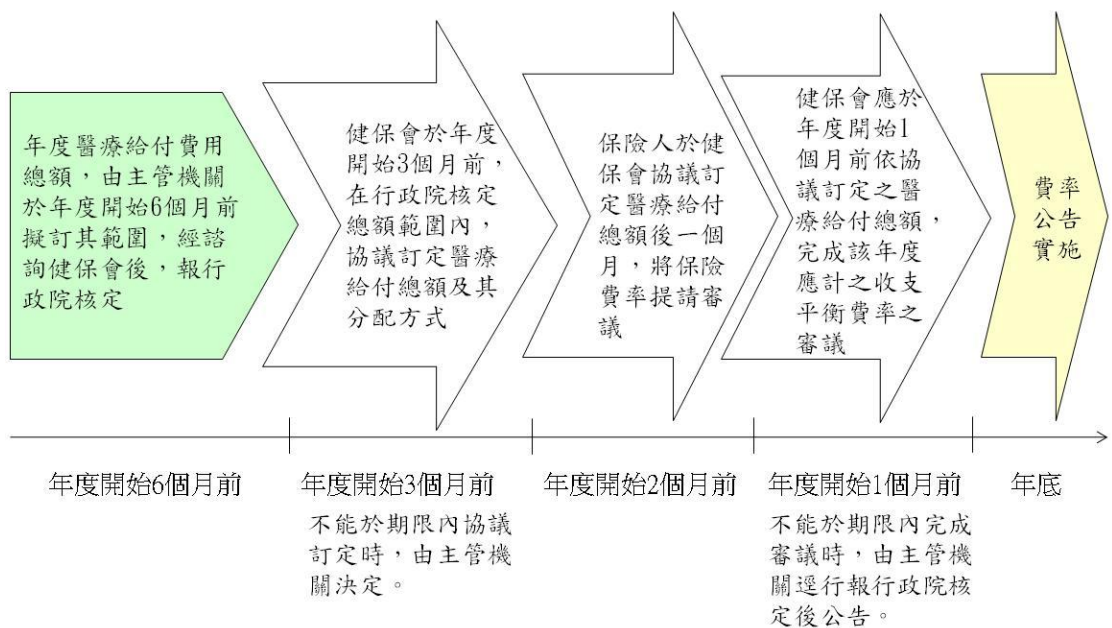 年度醫療給付費用
總額，由主管機關
於年度開始6個月前
擬訂其範圍，經諮
詢健保會後，報行
政院核定
健保會於年度
開始3個月前，
在行政院核定
總額範圍內，
協議訂定醫療
給付總額及其
分配方式
保險人於健
保會協議訂
定醫療給付
總額後一個
月，將保險
費率提請審
議
健保會應於
年度開始1
個月前依協
議訂定之醫
療給付總額，
完成該年度
應計之收支
平衡費率之
審議
費率
公告
實施
年度開始6個月前
年度開始3個月前
年度開始2個月前
年度開始1個月前
年底
不能於期限內協議
訂定時，由主管機
關決定。
不能於期限內完成
審議時，由主管機
關逕行報行政院核
定後公告。